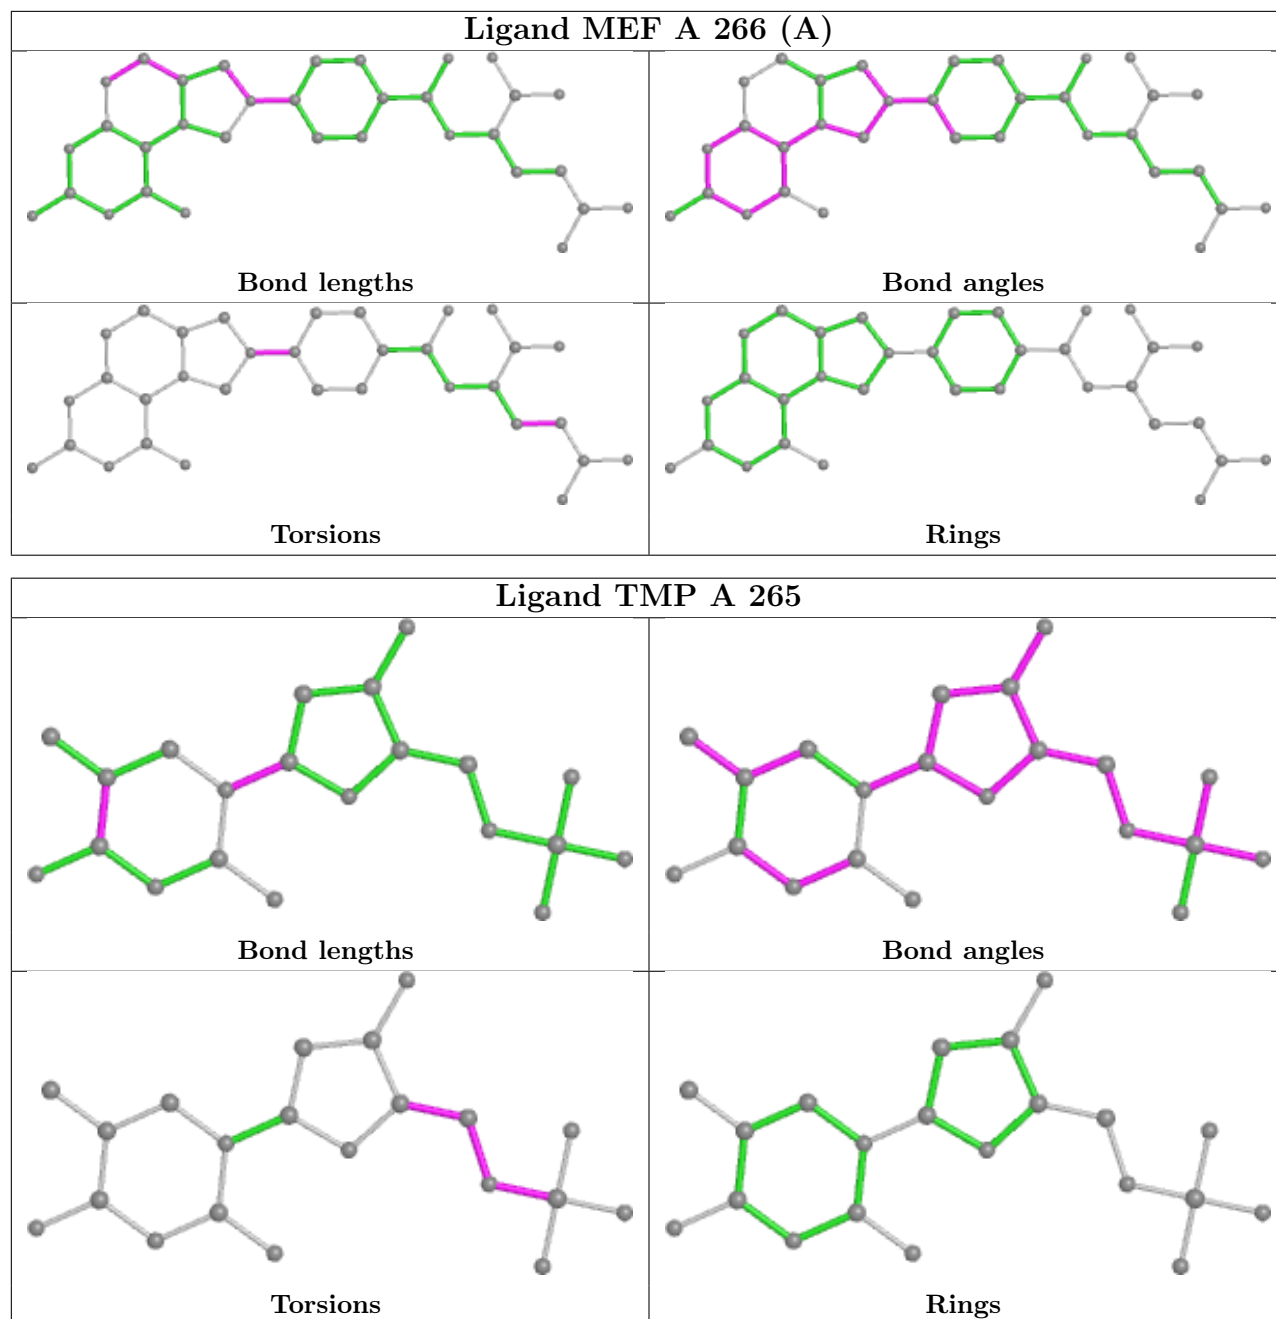 Ligand MEF A 266 (A)
Bond lengths
Bond angles
Torsions
Rings
Ligand TMP A 265
Bond lengths
Bond angles
Torsions
Rings